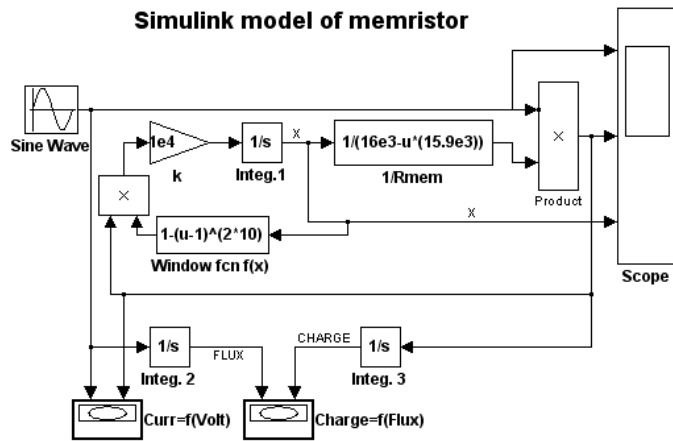 Simulink model of memristor
Sine Wave
1e4
k
1/s
Integ.1
X
1/(16e3-u*(15.9e3))
1/Rmem
×
Product
×
1-(u-1)^(2*10)
Window fcn f(x)
X
Scope
1/s
Integ. 2
FLUX
CHARGE
1/s
Integ. 3
Curr=f(Volt)
Charge=f(Flux)